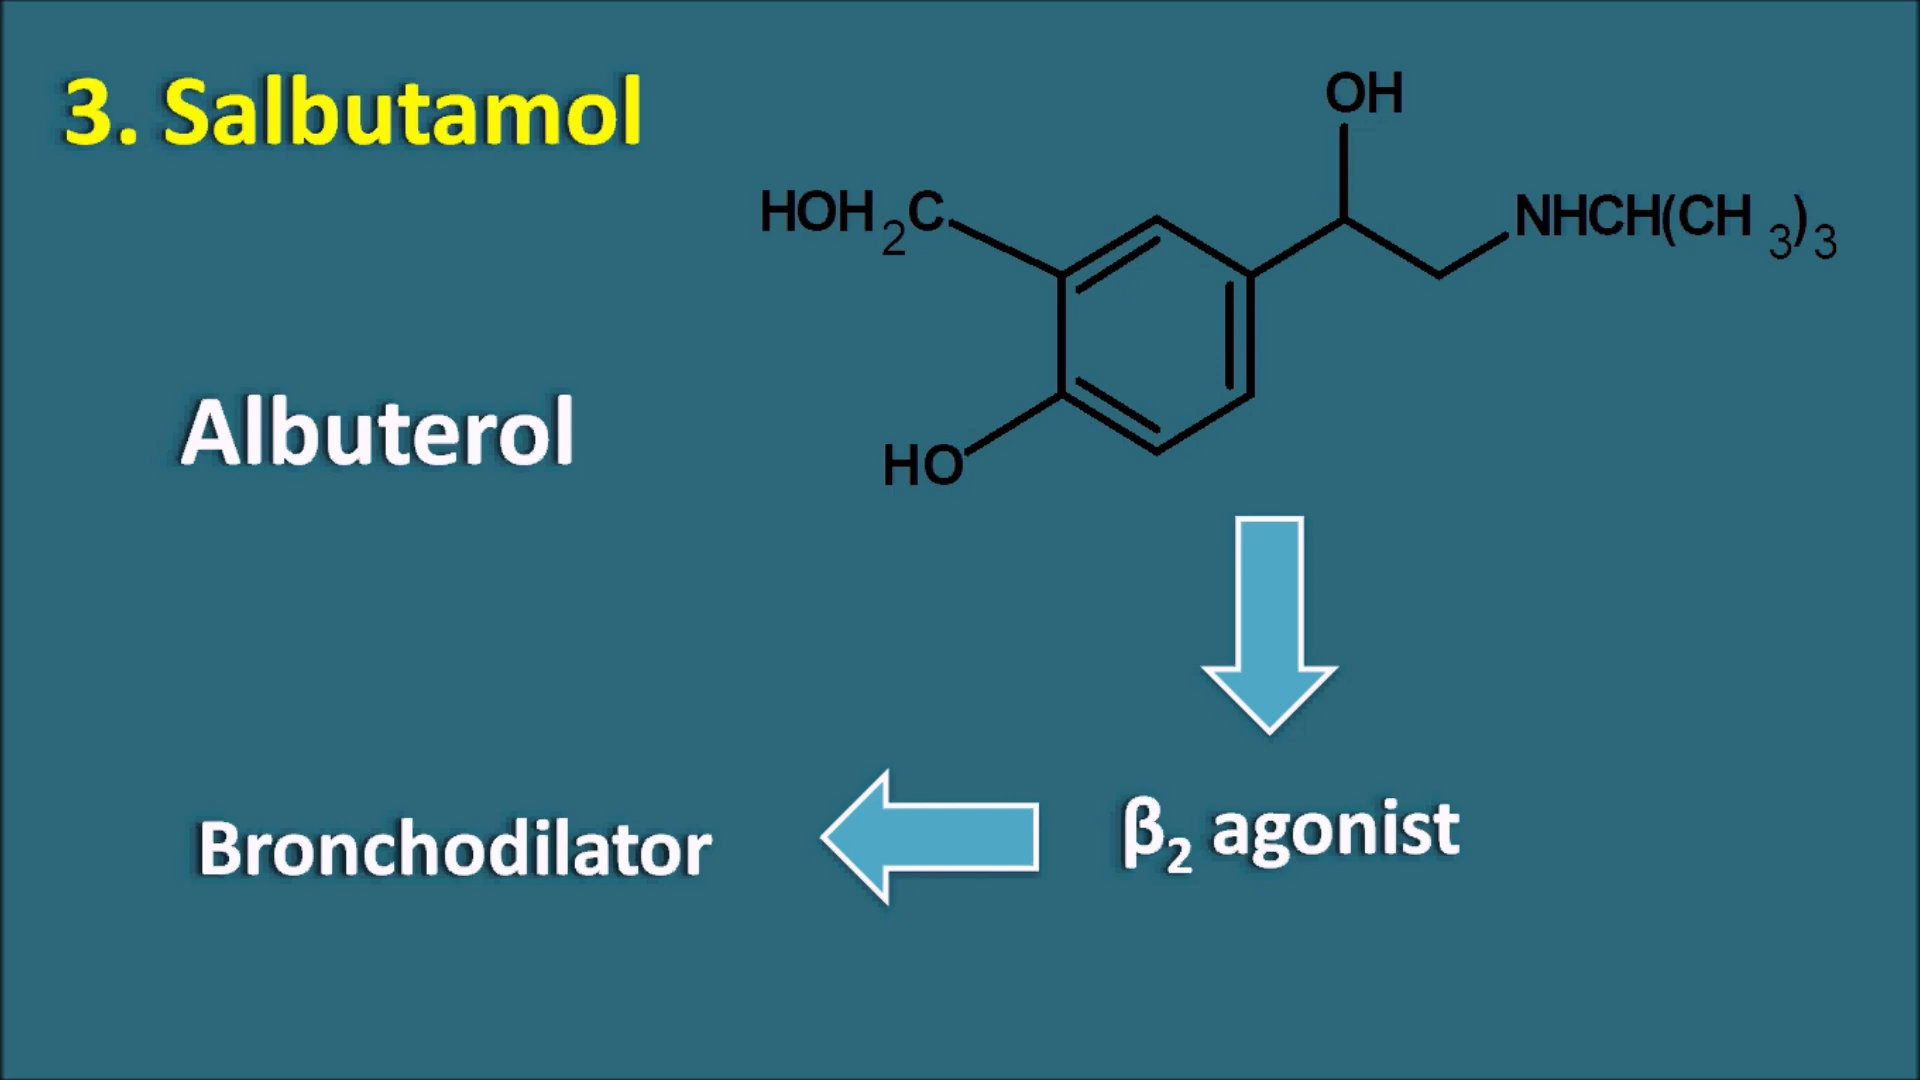 3. Salbutamol
OH
HOH2C
NHCH(CH3)3
Albuterol
HO
β2 agonist
Bronchodilator